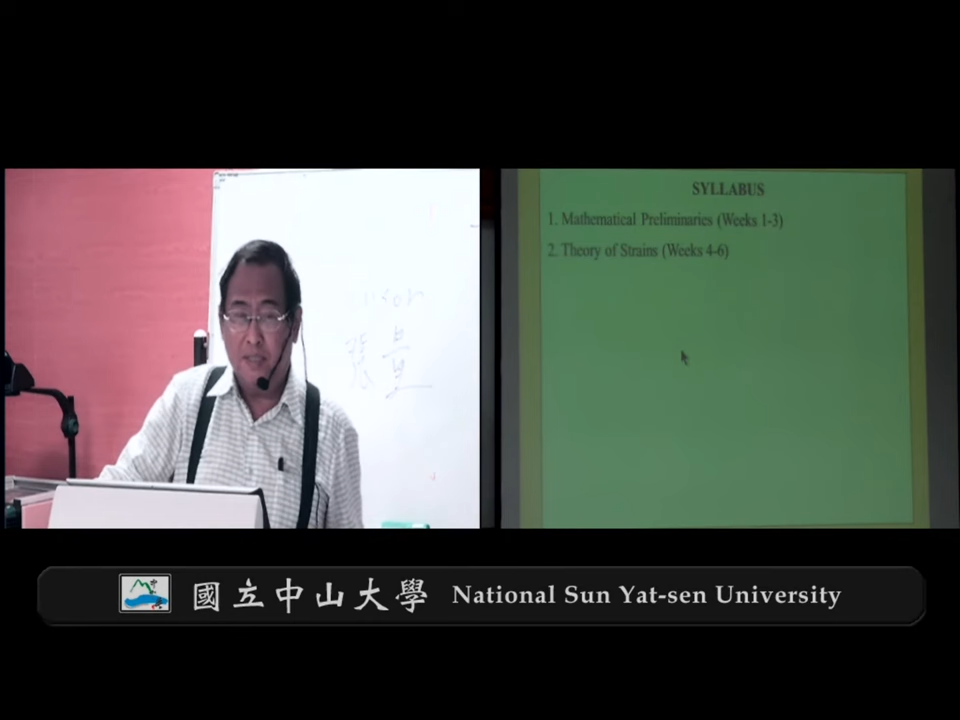 張
SYLLABUS
1. Mathematical Preliminaries (Weeks 1-3)
2. Theory of Strains (Weeks 4-6)
國立中山大學 National Sun Yat-sen University